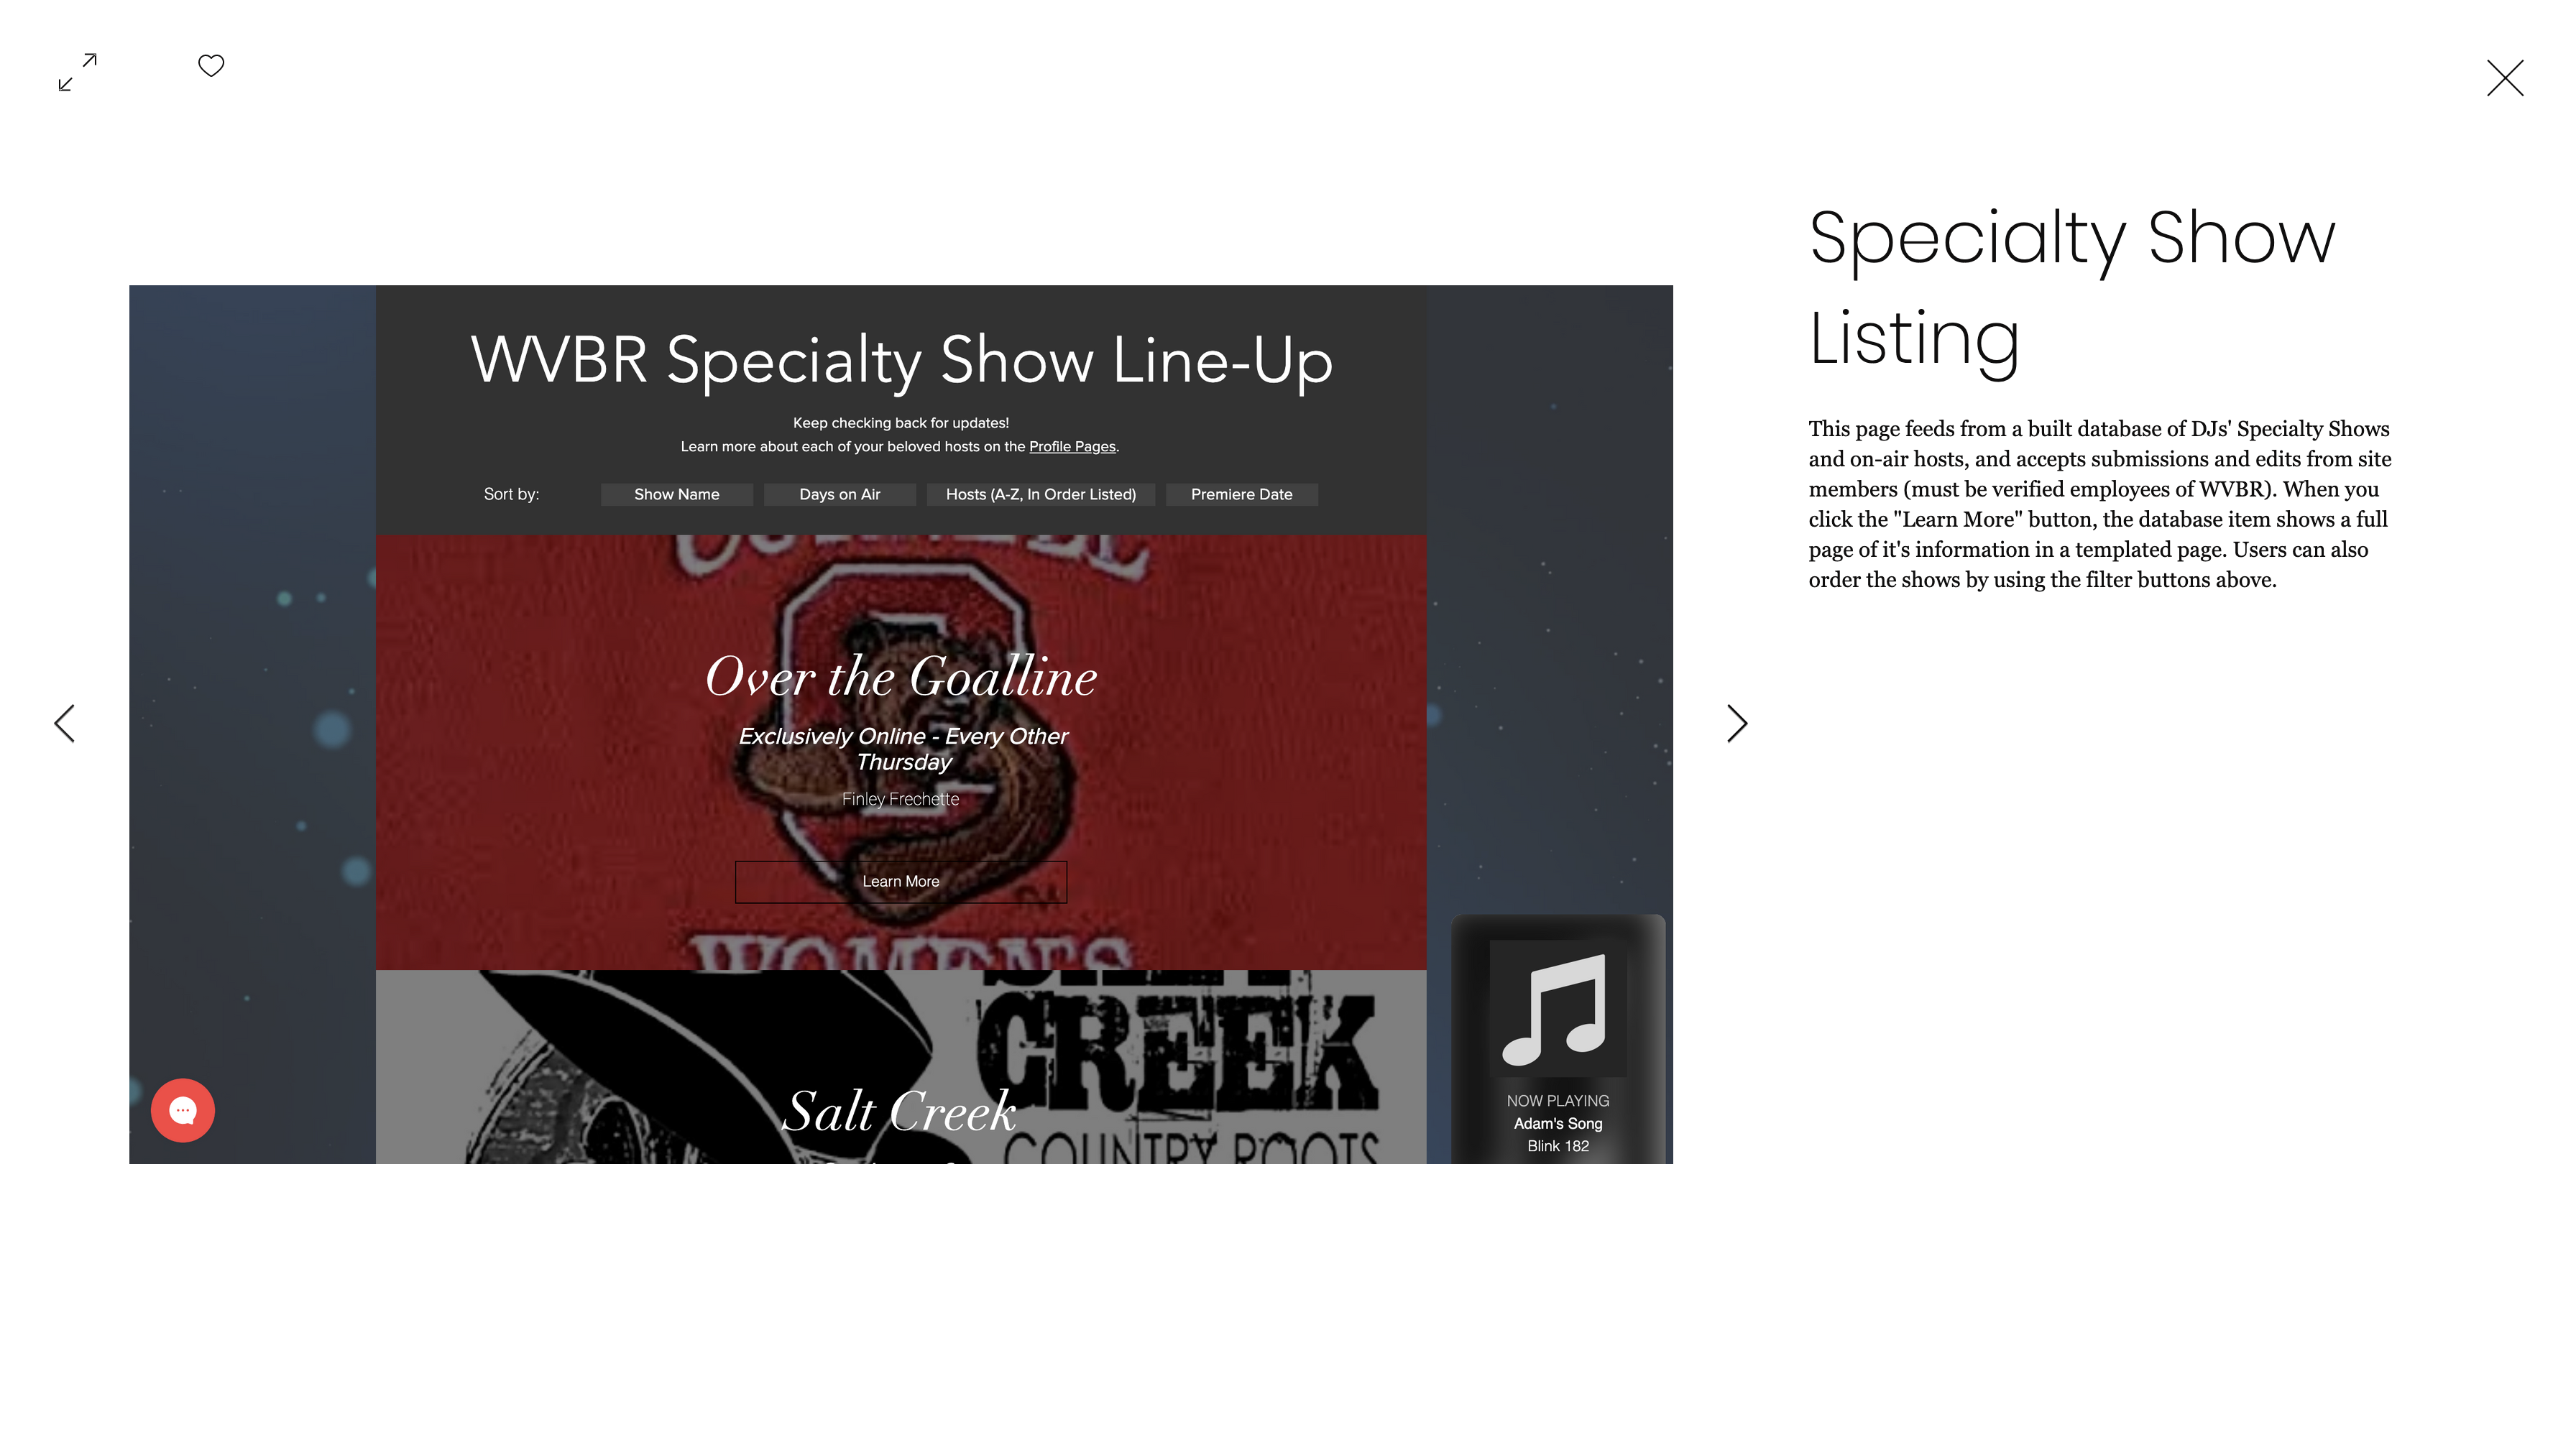 Specialty Show
Listing
This page feeds from a built database of DJs' Specialty Shows
and on-air hosts, and accepts submissions and edits from site
members (must be verified employees of WVBR). When you
click the "Learn More" button, the database item shows a full
page of it's information in a templated page. Users can also
order the shows by using the filter buttons above.
WVBR Specialty Show Line-Up
Keep checking back for updates!
Learn more about each of your beloved hosts on the Profile Pages.
Sort by:
Show Name
Days on Air
Hosts (A-Z, In Order Listed)
Premiere Date
Over the Goalline
Exclusively Online - Every Other
Thursday
Finley Frechette
Learn More
WOMEN'S
CREEK
Salt Creek
COUNTRY ROOTS
NOW PLAYING
Adam's Song
Blink 182